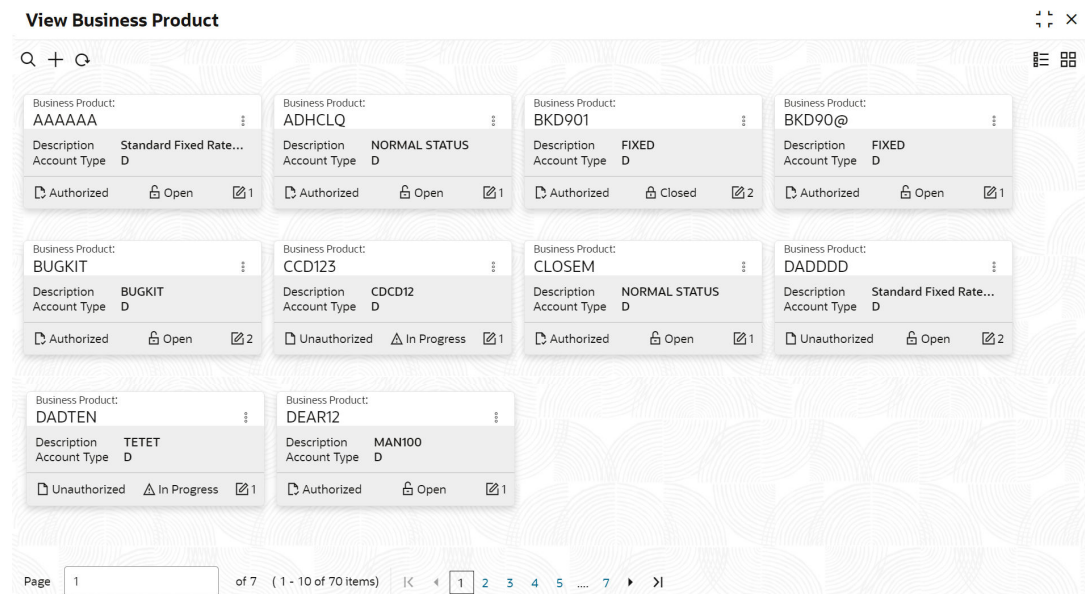 View Business Product
Business Product:
AAAAAA
Description Standard Fixed Rate...
Account Type D
Authorized Open 1
Business Product:
ADHCLQ
Description NORMAL STATUS
Account Type D
Authorized Open 1
Business Product:
BKD901
Description FIXED
Account Type D
Authorized Closed 2
Business Product:
BKD90@
Description FIXED
Account Type D
Authorized Open 1
Business Product:
BUGKIT
Description BUGKIT
Account Type D
Authorized Open 2
Business Product:
CCD123
Description CDCD12
Account Type D
Unauthorized In Progress 1
Business Product:
CLOSEM
Description NORMAL STATUS
Account Type D
Authorized Open 1
Business Product:
DADDDD
Description Standard Fixed Rate...
Account Type D
Unauthorized Open 2
Business Product:
DADTEN
Description TETET
Account Type D
Unauthorized In Progress 1
Business Product:
DEAR12
Description MAN100
Account Type D
Authorized Open 1
Page 1 of 7 ( 1 - 10 of 70 items) 1 2 3 4 5 .... 7